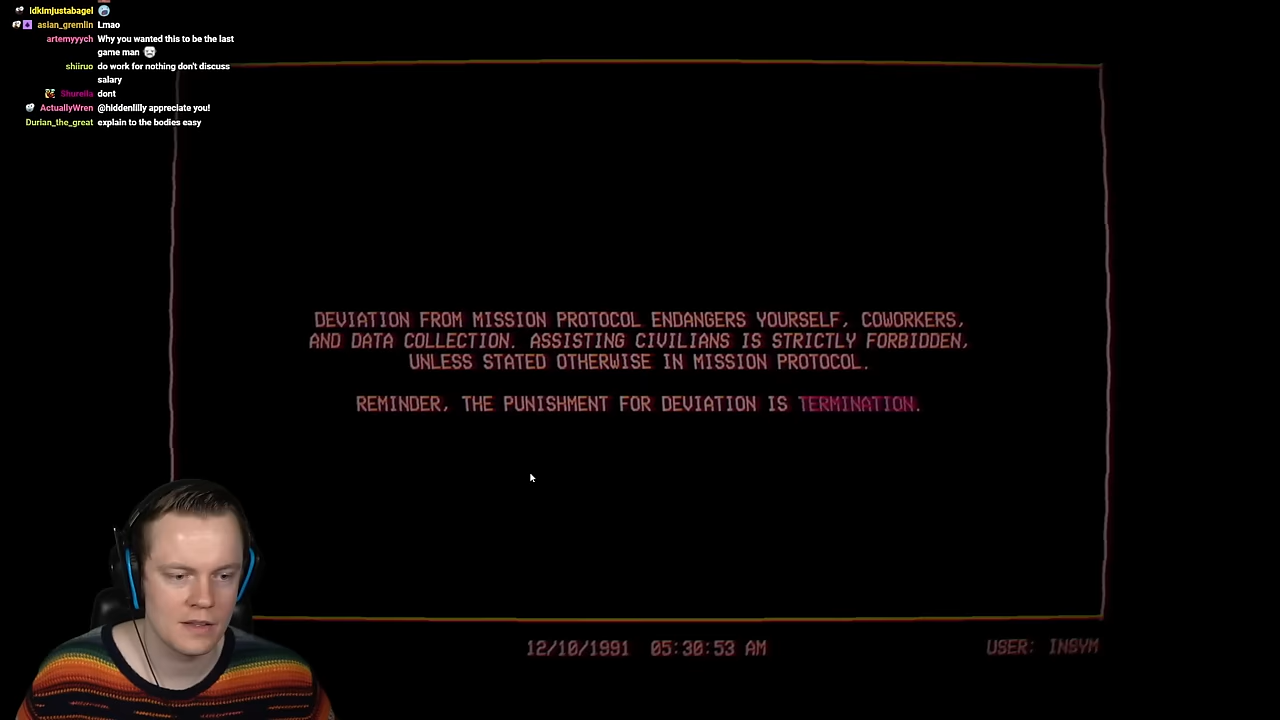 idkimjustabagel
asian_gremlin Lmao
artemyyych Why you wanted this to be the last
game man
shiiruo do work for nothing don't discuss
salary
Shurella dont
ActuallyWren @hiddenlilly appreciate you!
Durian_the_great explain to the bodies easy
DEVIATION FROM MISSION PROTOCOL ENDANGERS YOURSELF, COWORKERS,
AND DATA COLLECTION. ASSISTING CIVILIANS IS STRICTLY FORBIDDEN,
UNLESS STATED OTHERWISE IN MISSION PROTOCOL.
REMINDER, THE PUNISHMENT FOR DEVIATION IS TERMINATION.
12/10/1991 05:30:53 AM
USER: INSYM